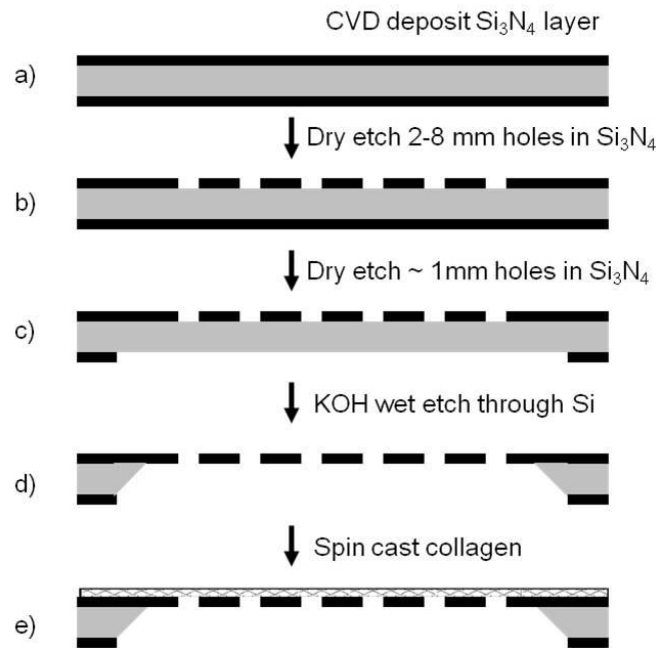 CVD deposit Si₃N₄ layer
a)
Dry etch 2-8 mm holes in Si₃N₄
b)
Dry etch ~ 1mm holes in Si₃N₄
c)
KOH wet etch through Si
d)
Spin cast collagen
e)